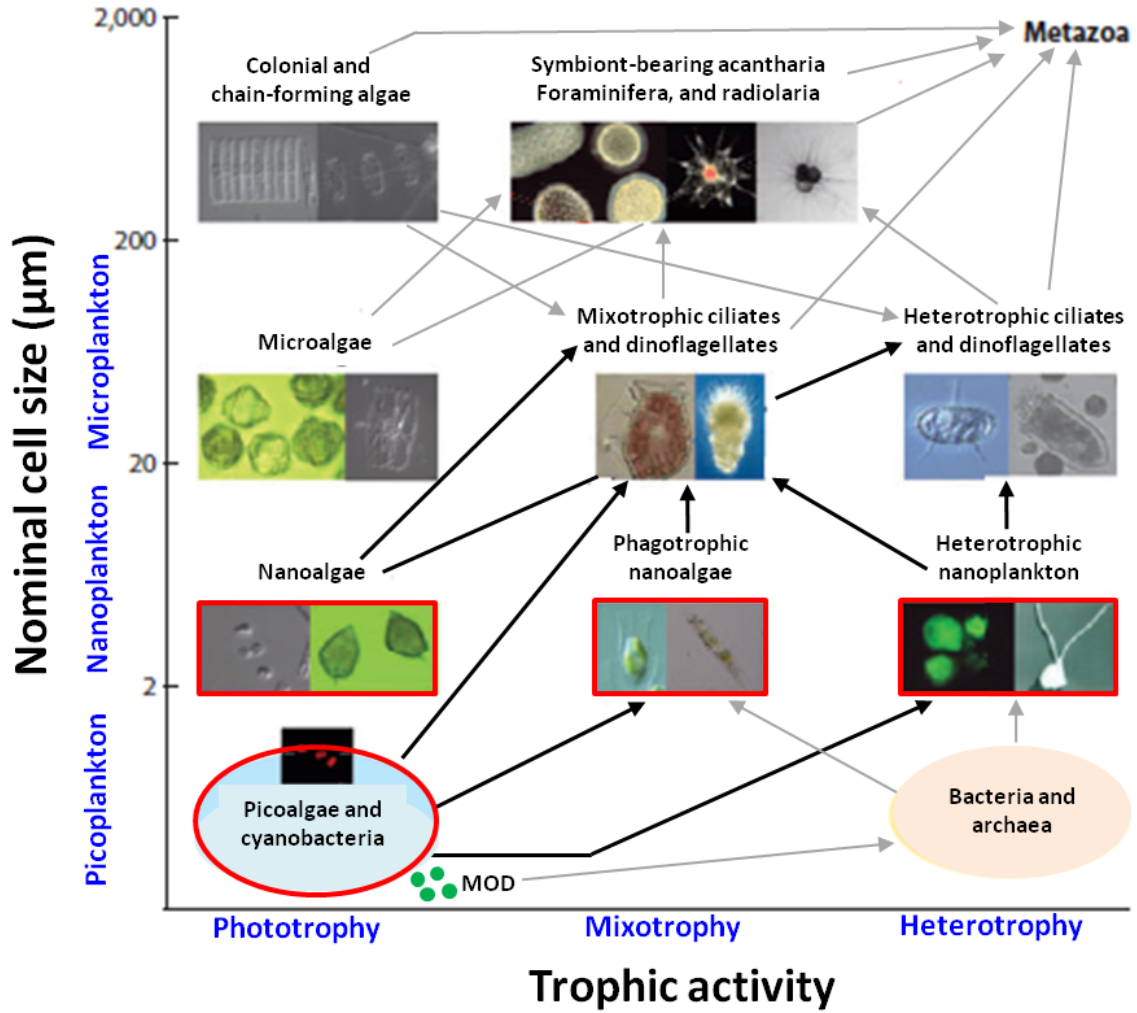 2,000
Metazoa
Colonial and
chain-forming algae
Symbiont-bearing acantharia
Foraminifera, and radiolaria
200
Microalgae
Mixotrophic ciliates
and dinoflagellates
Heterotrophic ciliates
and dinoflagellates
20
Nanoalgae
Phagotrophic
nanoalgae
Heterotrophic
nanoplankton
2
Picoalgae and
cyanobacteria
Bacteria and
archaea
MOD
Nominal cell size (µm)
Microplankton
Nanoplankton
Picoplankton
Phototrophy
Mixotrophy
Heterotrophy
Trophic activity